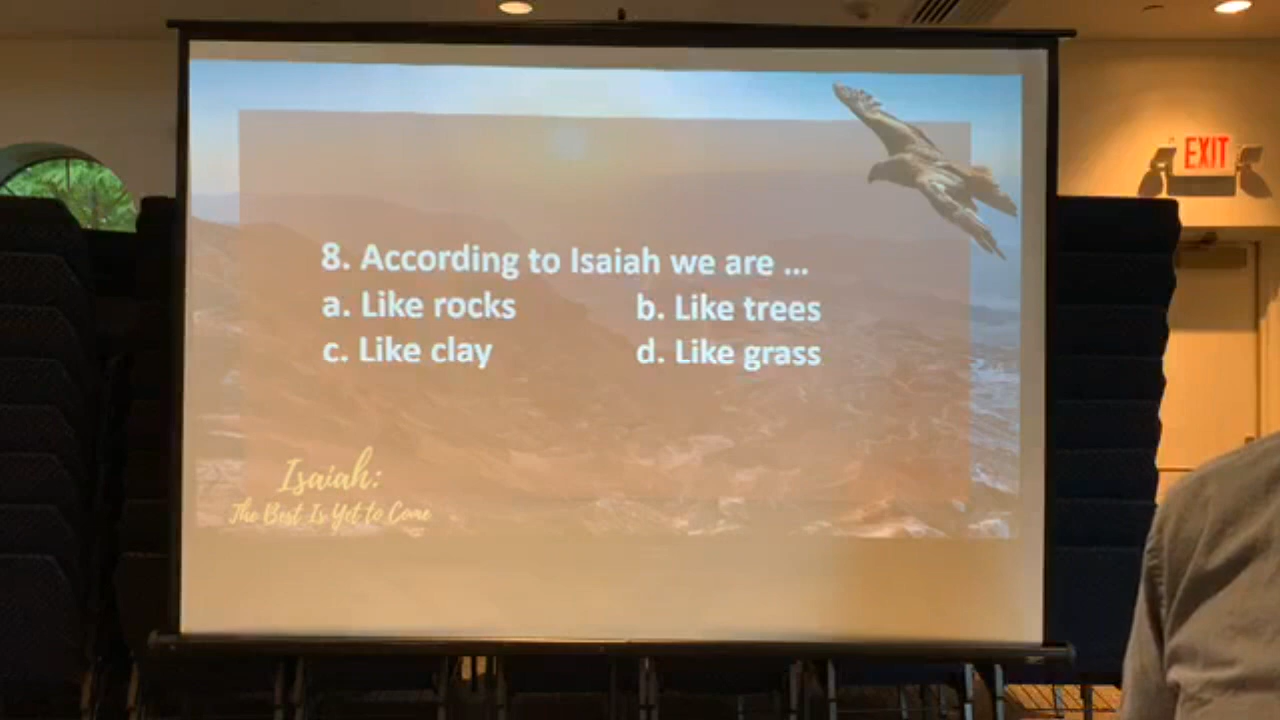 8. According to Isaiah we are ...
a. Like rocks b. Like trees
c. Like clay d. Like grass
Isaiah:
The Best Is Yet to Come
EXIT